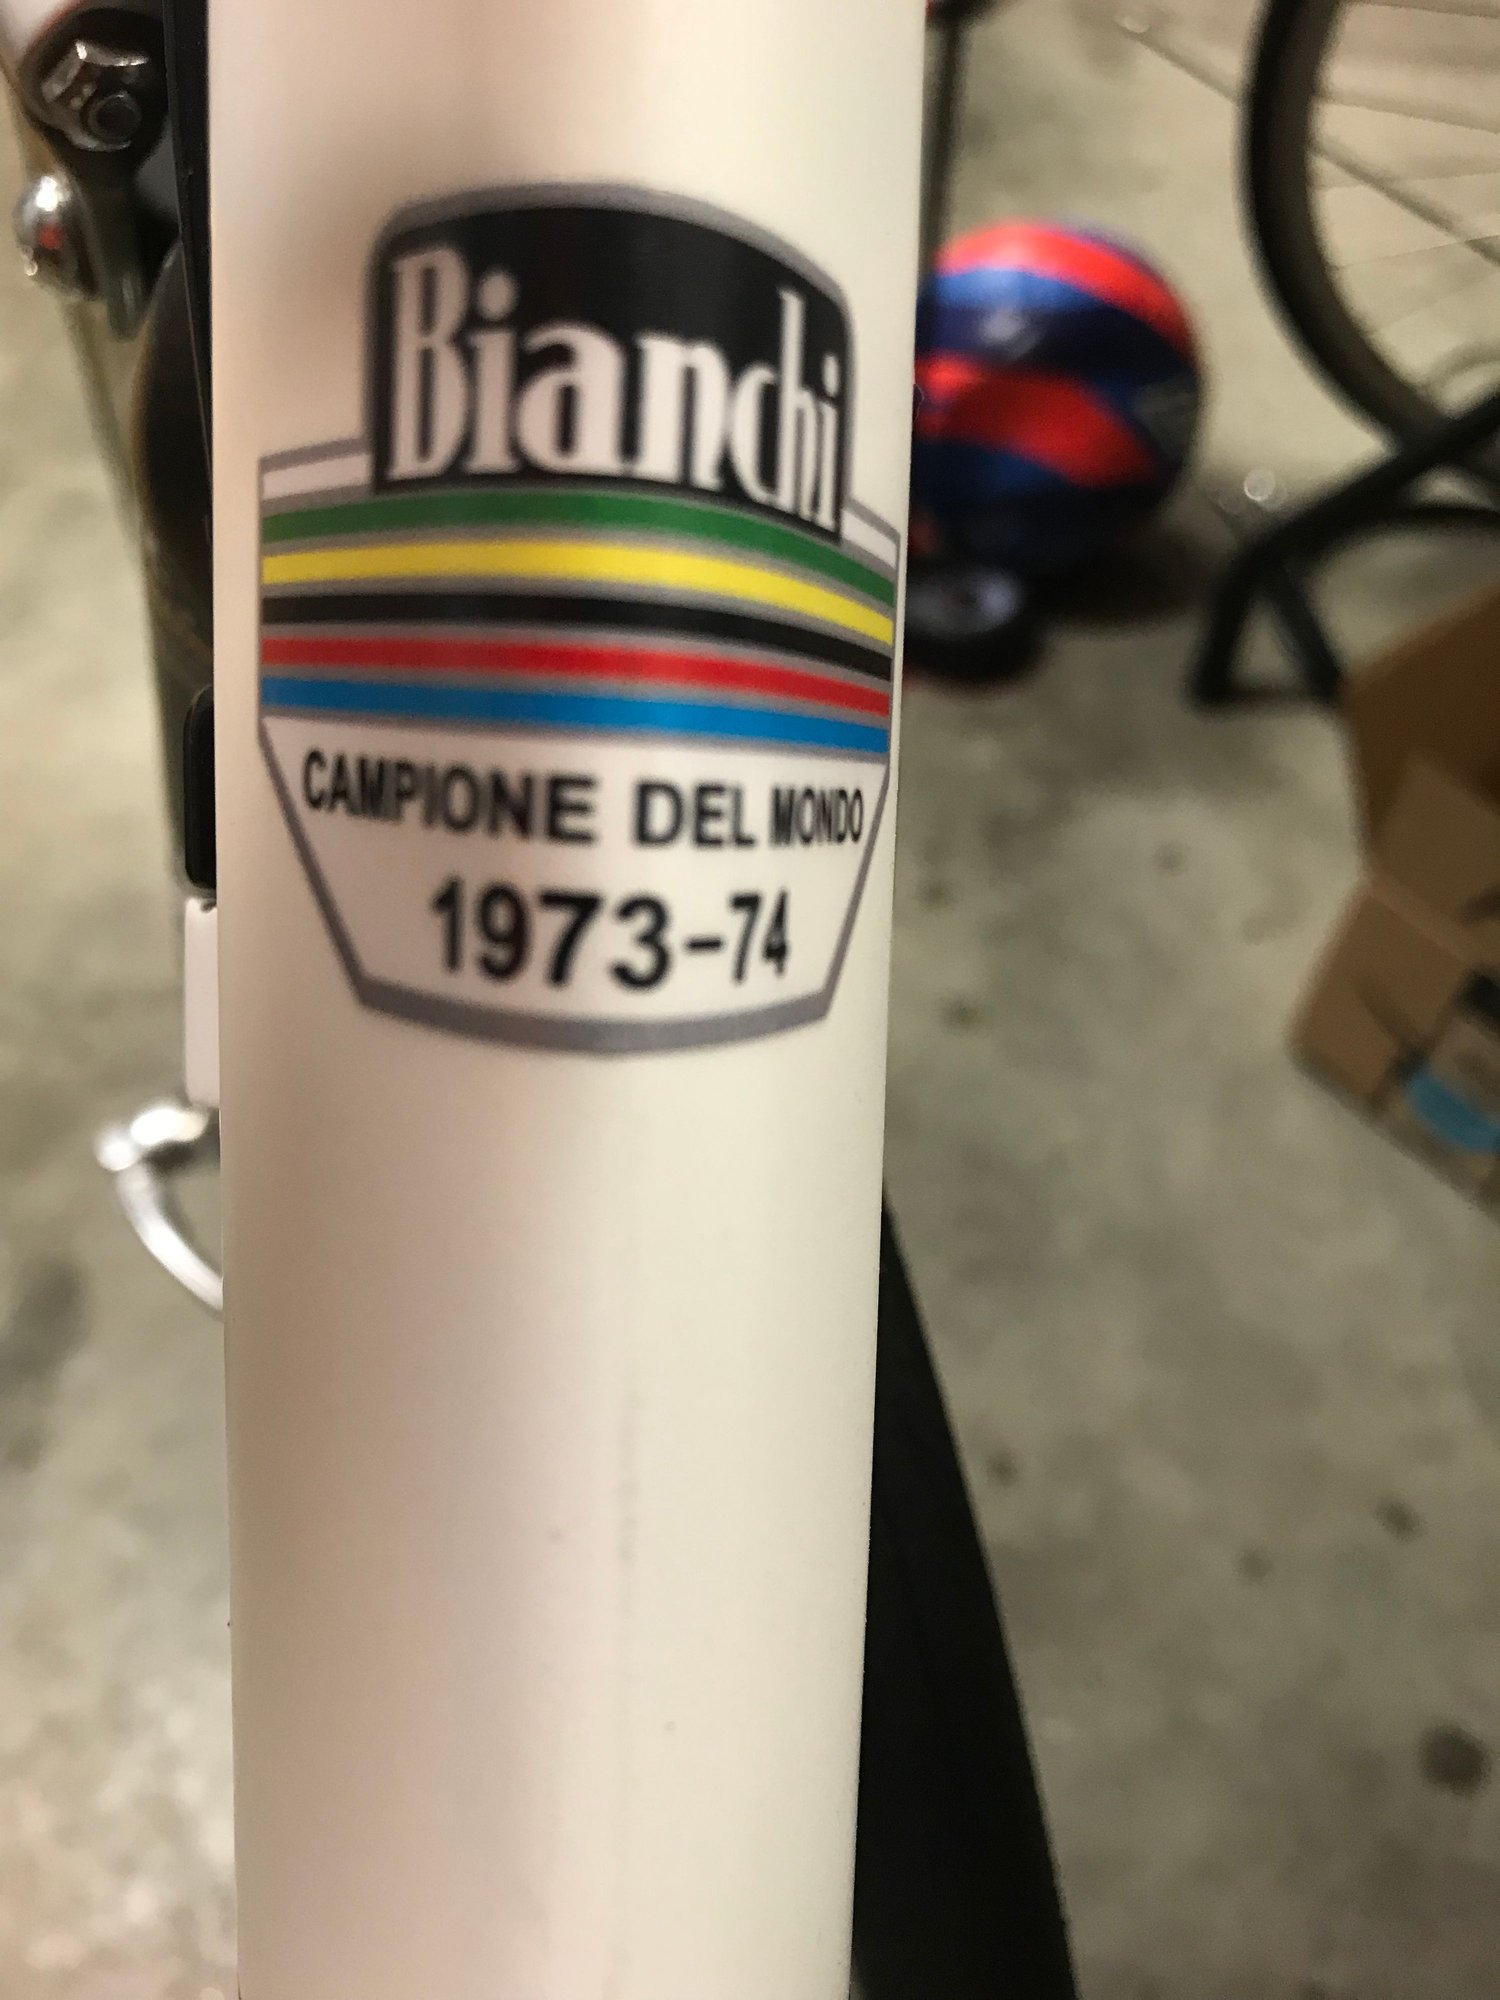 Bianchi
CAMPIONE DEL MONDO
1973-74